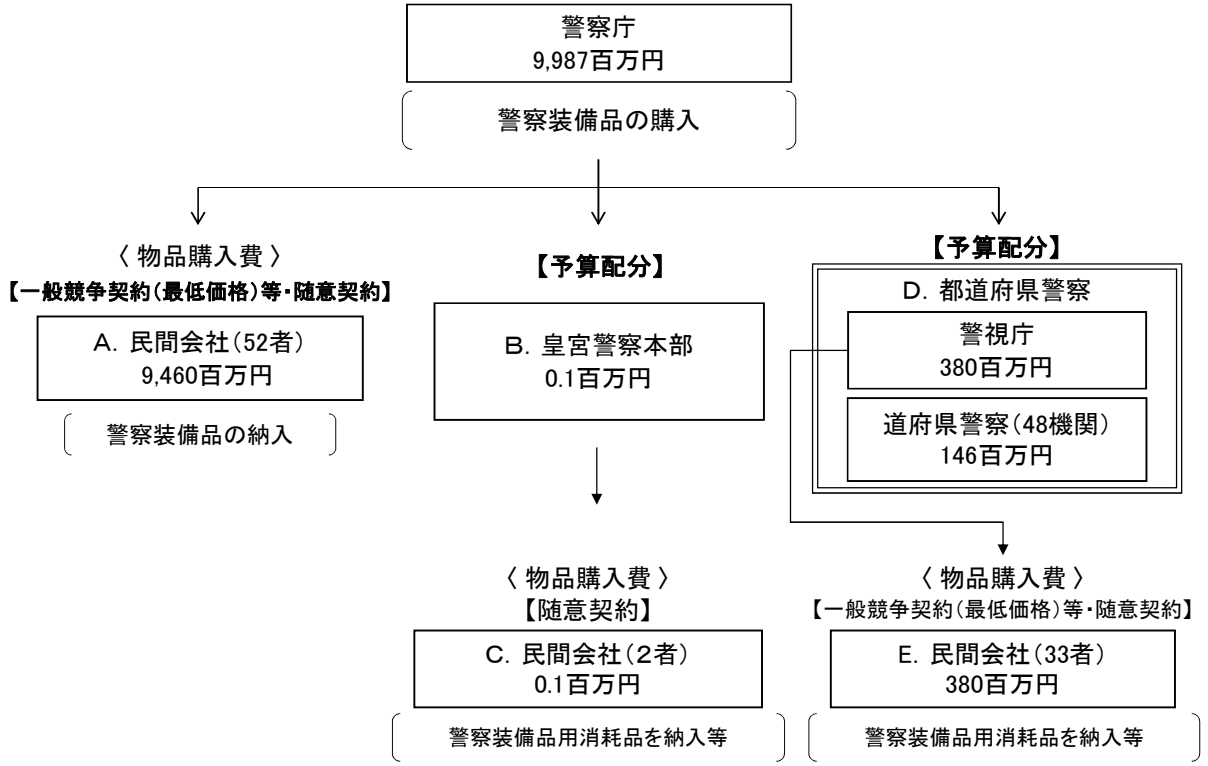 警察庁
9,987百万円
警察装備品の購入
〈 物品購入費 〉
【一般競争契約(最低価格)等・随意契約】
A. 民間会社(52者)
9,460百万円
警察装備品の納入
【予算配分】
B. 皇宮警察本部
0.1百万円
【予算配分】
D. 都道府県警察
警視庁
380百万円
道府県警察(48機関)
146百万円
〈 物品購入費 〉
【随意契約】
C. 民間会社(2者)
0.1百万円
警察装備品用消耗品を納入等
〈 物品購入費 〉
【一般競争契約(最低価格)等・随意契約】
E. 民間会社(33者)
380百万円
警察装備品用消耗品を納入等